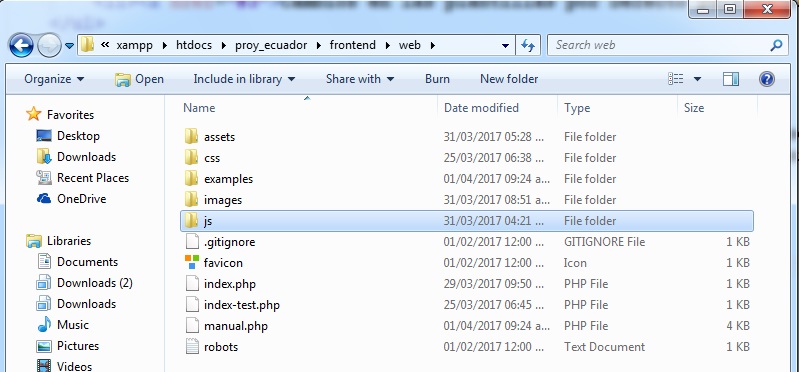 xampp htdocs proy_ecuador frontend web Search web
Organize Open Include in library Share with Burn New folder
Name Date modified Type Size
Favorites
Desktop
Downloads
Recent Places
OneDrive
Libraries
Documents
Downloads (2)
Downloads
Music
Pictures
Videos
assets 31/03/2017 05:28 ... File folder
css 25/03/2017 06:38 ... File folder
examples 01/04/2017 09:24 a... File folder
images 31/03/2017 08:51 a... File folder
js 31/03/2017 04:21 ... File folder
.gitignore 01/02/2017 12:00 ... GITIGNORE File 1 KB
favicon 01/02/2017 12:00 ... Icon 1 KB
index.php 29/03/2017 09:50 ... PHP File 1 KB
index-test.php 25/03/2017 06:45 ... PHP File 1 KB
manual.php 01/04/2017 09:24 a... PHP File 4 KB
robots 01/02/2017 12:00 ... Text Document 1 KB